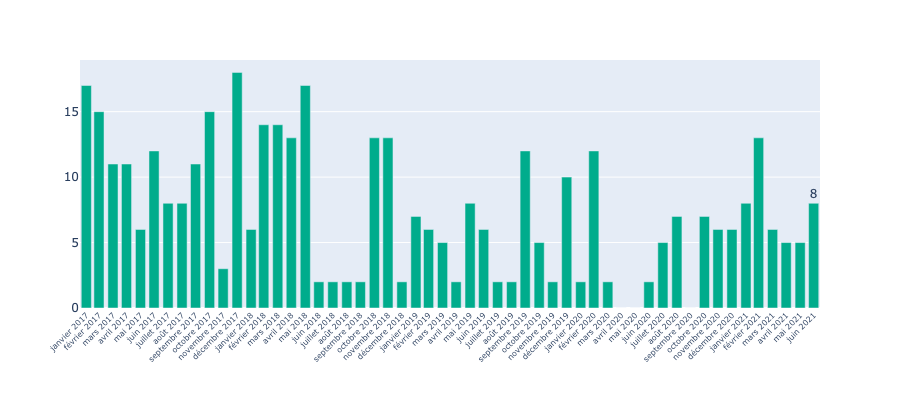 15
10
5
0
8
janvier 2017
février 2017
mars 2017
avril 2017
mai 2017
juin 2017
juillet 2017
août 2017
septembre 2017
octobre 2017
novembre 2017
décembre 2017
janvier 2018
février 2018
mars 2018
avril 2018
mai 2018
juin 2018
juillet 2018
août 2018
septembre 2018
octobre 2018
novembre 2018
décembre 2018
janvier 2019
février 2019
mars 2019
avril 2019
mai 2019
juin 2019
juillet 2019
août 2019
septembre 2019
octobre 2019
novembre 2019
décembre 2019
janvier 2020
février 2020
mars 2020
avril 2020
mai 2020
juin 2020
juillet 2020
août 2020
septembre 2020
octobre 2020
novembre 2020
décembre 2020
janvier 2021
février 2021
mars 2021
avril 2021
mai 2021
juin 2021